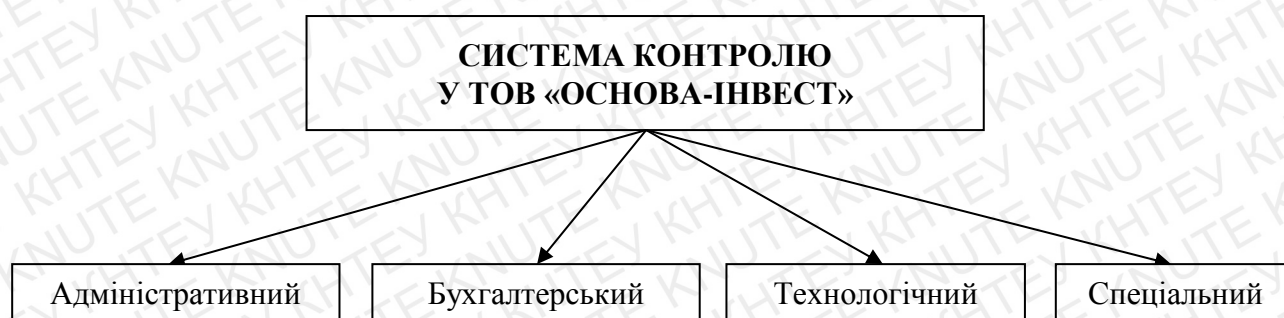 СИСТЕМА КОНТРОЛЮ
У ТОВ «ОСНОВА-ІНВЕСТ»
Адміністративний Бухгалтерський Технологічний Спеціальний